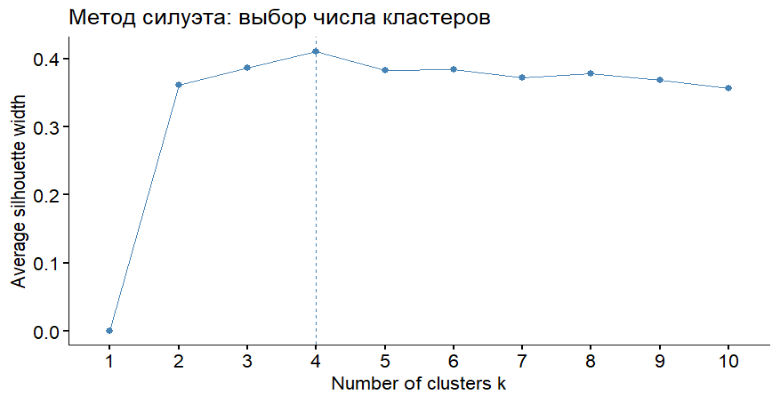 Метод силуэта: выбор числа кластеров
Average silhouette width
0.4
0.3
0.2
0.1
0.0
1 2 3 4 5 6 7 8 9 10
Number of clusters k